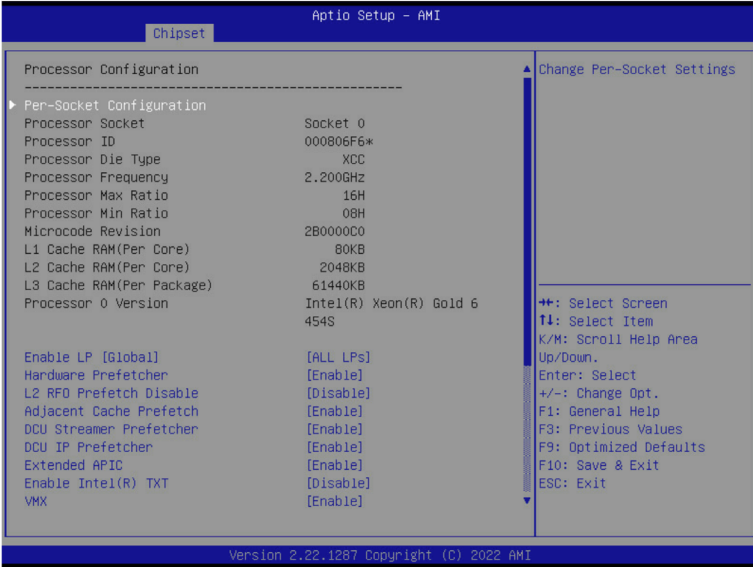 Aptio Setup – AMI
Chipset
Processor Configuration
--------------------------------------------------
Per-Socket Configuration
Processor Socket Socket 0
Processor ID 000806F6*
Processor Die Type XCC
Processor Frequency 2.200GHz
Processor Max Ratio 16H
Processor Min Ratio 08H
Microcode Revision 2B0000C0
L1 Cache RAM(Per Core) 80KB
L2 Cache RAM(Per Core) 2048KB
L3 Cache RAM(Per Package) 61440KB
Processor 0 Version Intel(R) Xeon(R) Gold 6
454S
Enable LP [Global] [ALL LPs]
Hardware Prefetcher [Enable]
L2 RFO Prefetch Disable [Disable]
Adjacent Cache Prefetch [Enable]
DCU Streamer Prefetcher [Enable]
DCU IP Prefetcher [Enable]
Extended APIC [Enable]
Enable Intel(R) TXT [Disable]
VMX [Enable]
Change Per-Socket Settings
→←: Select Screen
↑↓: Select Item
K/M: Scroll Help Area
Up/Down.
Enter: Select
+/-: Change Opt.
F1: General Help
F3: Previous Values
F9: Optimized Defaults
F10: Save & Exit
ESC: Exit
Version 2.22.1287 Copyright (C) 2022 AMI